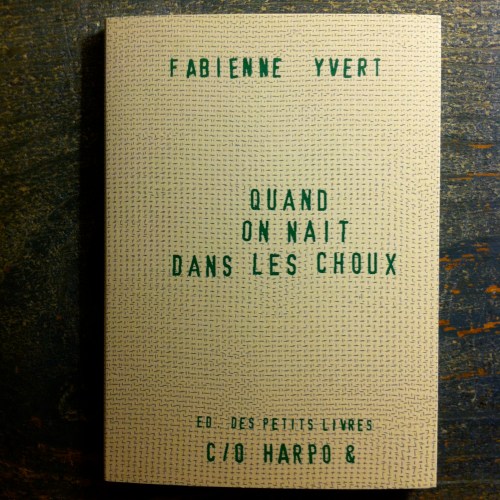 FABIENNE YVERT
QUAND
ON NAIT
DANS LES CHOUX
ED. DES PETITS LIVRES
C/O HARPO &